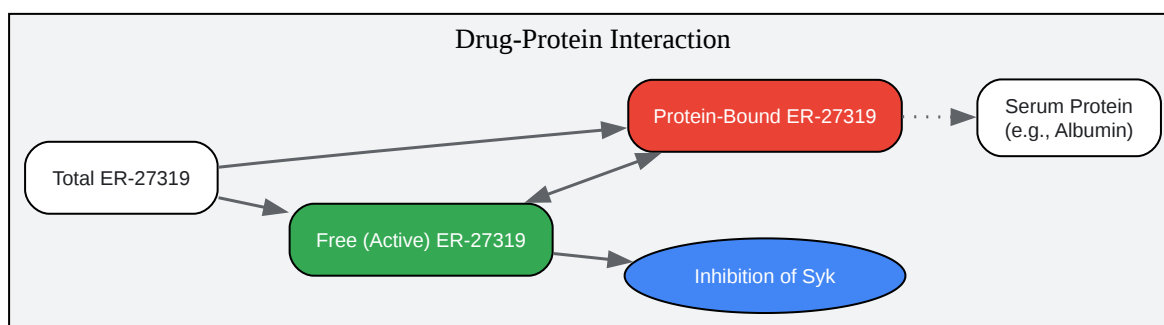 Drug-Protein Interaction
Protein-Bound ER-27319
Serum Protein
(e.g., Albumin)
Total ER-27319
Free (Active) ER-27319
Inhibition of Syk